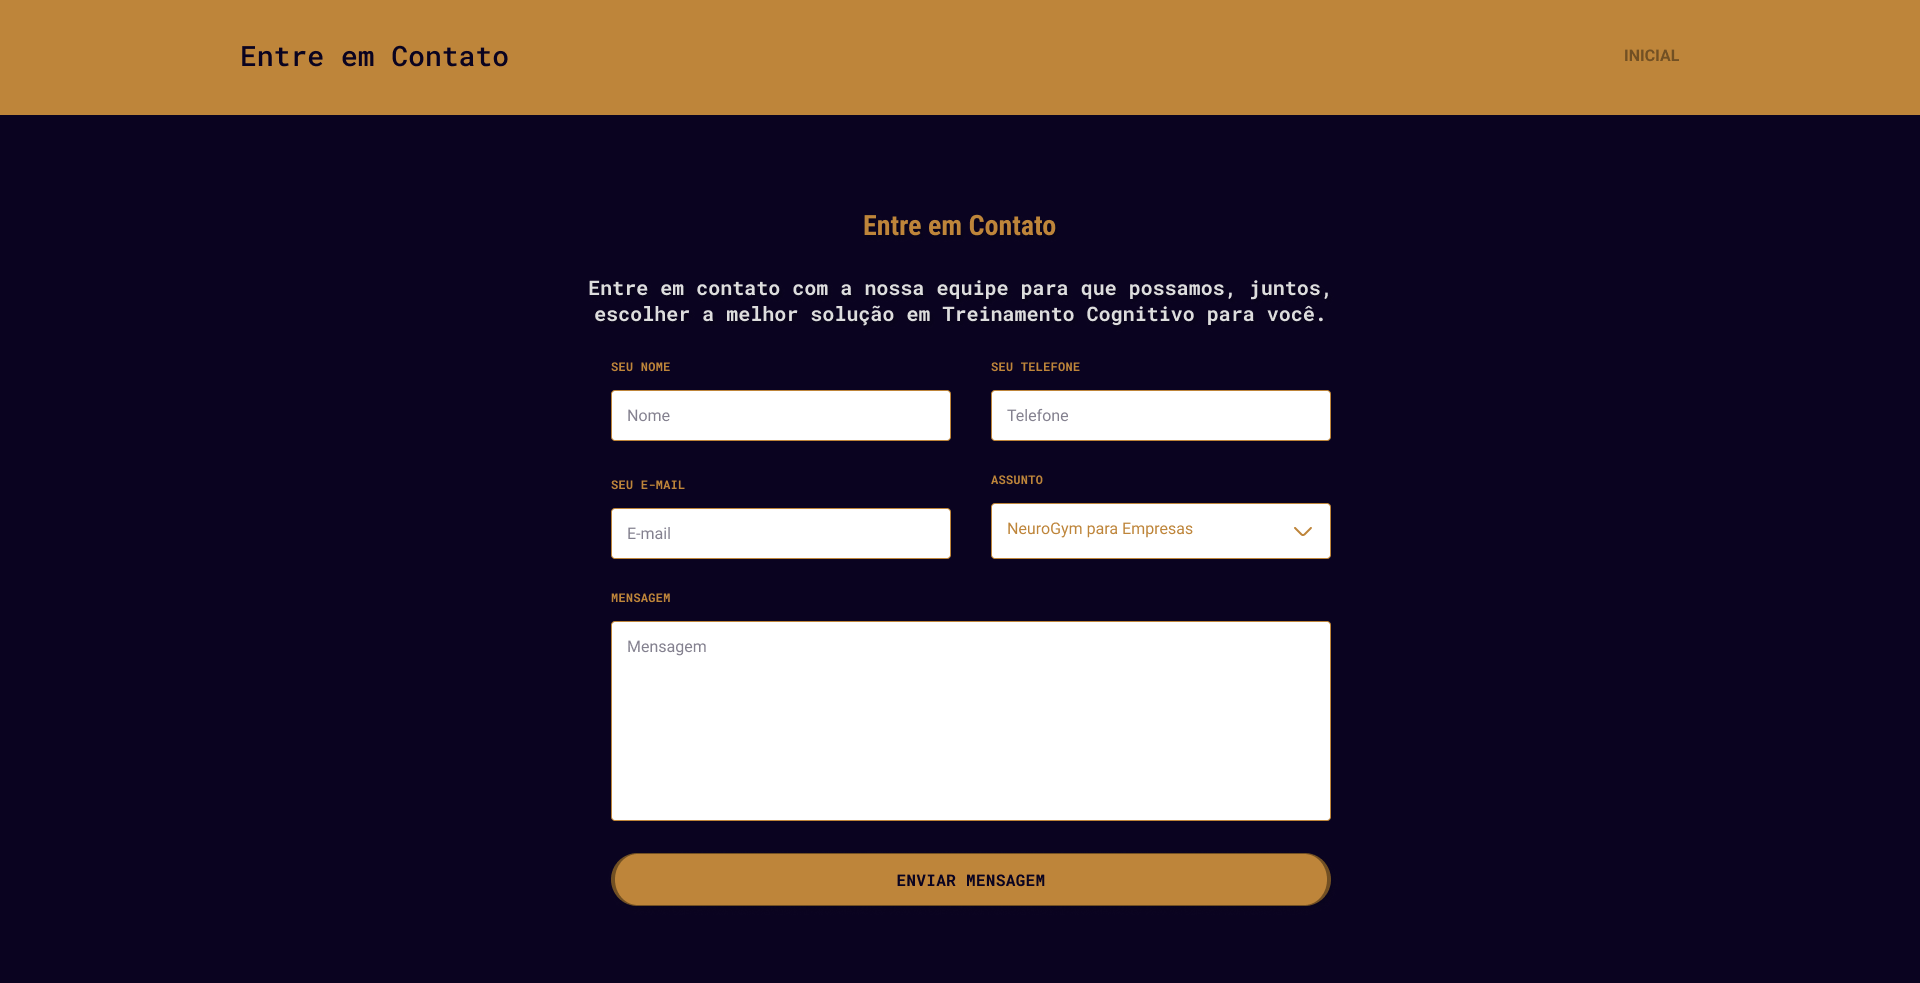 Entre em Contato
INICIAL
Entre em Contato
Entre em contato com a nossa equipe para que possamos, juntos,
escolher a melhor solução em Treinamento Cognitivo para você.
SEU NOME
Nome
SEU TELEFONE
Telefone
SEU E-MAIL
E-mail
ASSUNTO
NeuroGym para Empresas
MENSAGEM
Mensagem
ENVIAR MENSAGEM